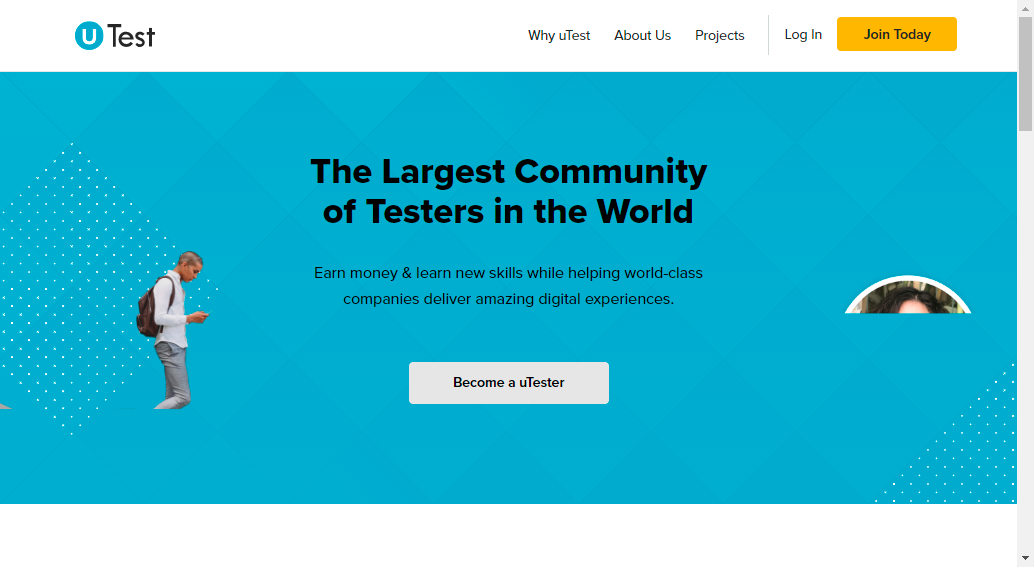 u Test
Why uTest
About Us
Projects
Log In
Join Today
The Largest Community
of Testers in the World
Earn money & learn new skills while helping world-class
companies deliver amazing digital experiences.
Become a uTester